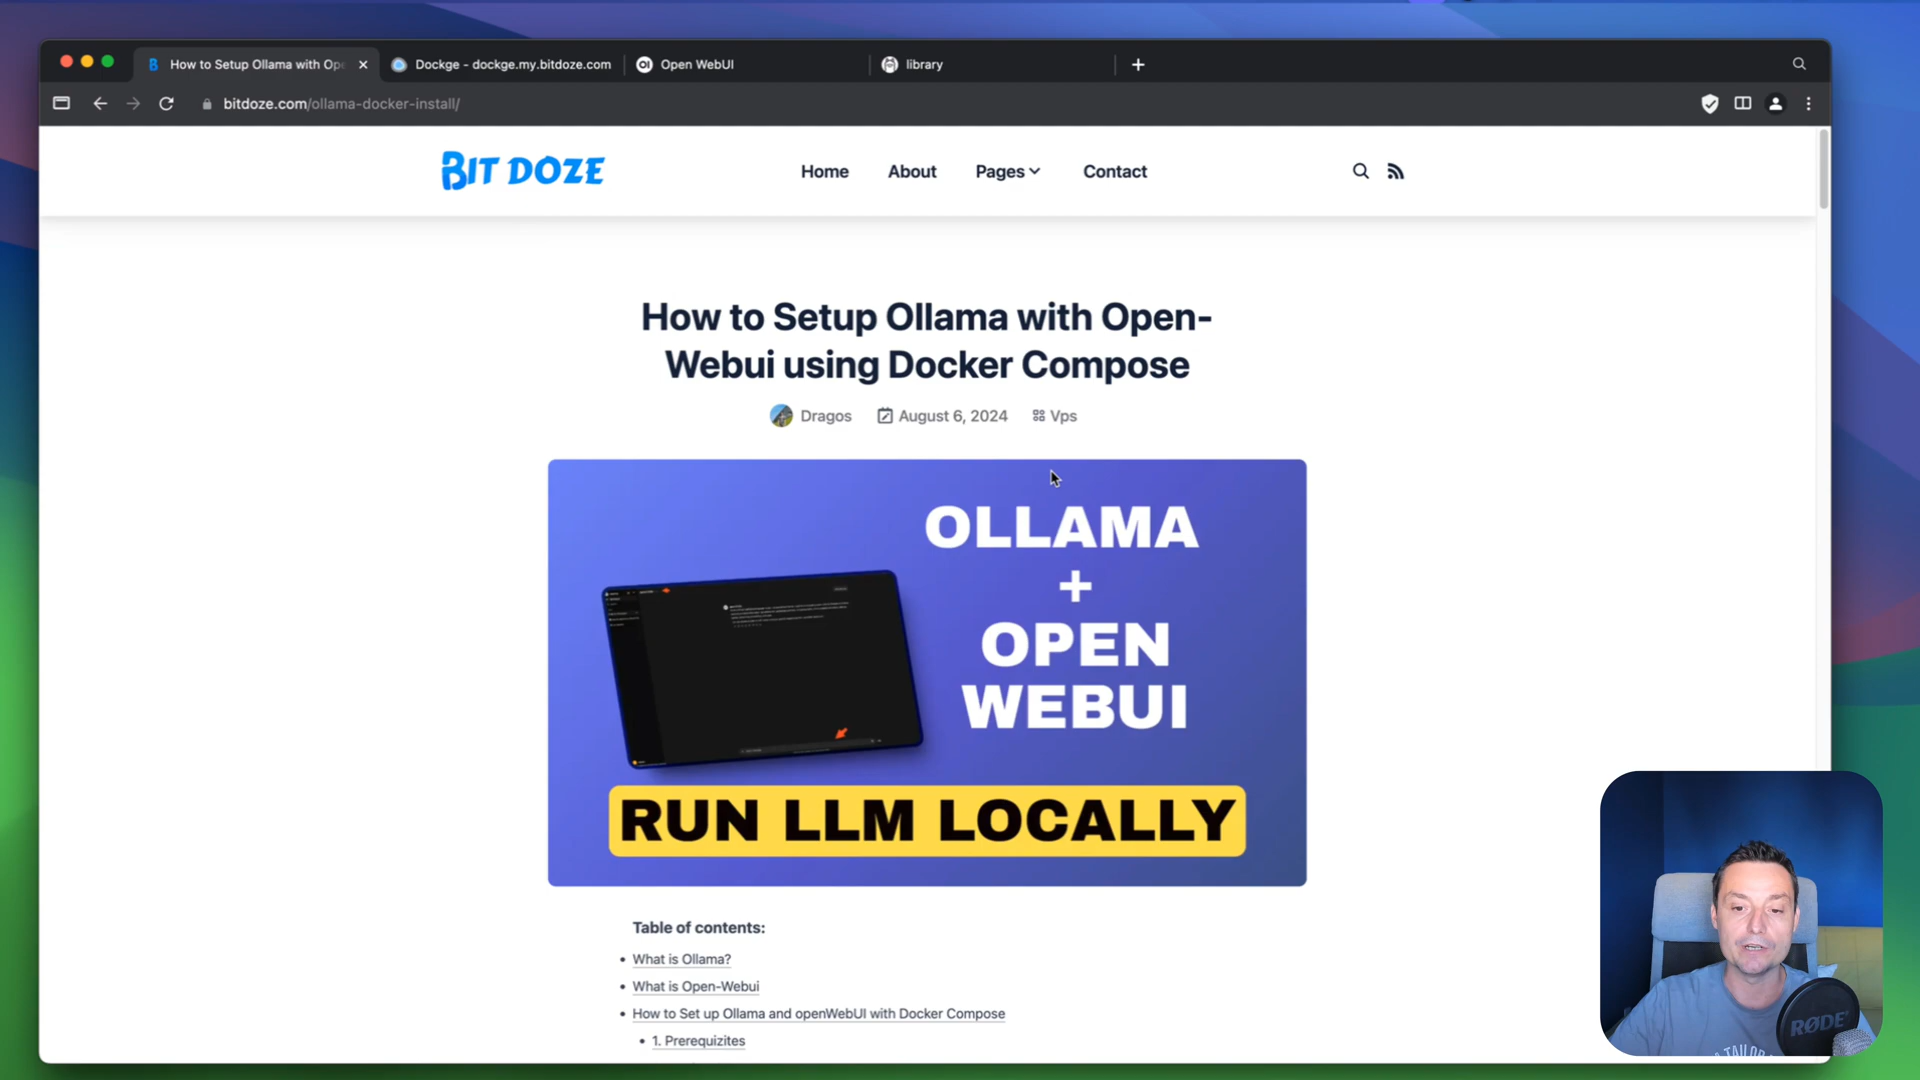 How to Setup Ollama with Ope
Dockge - dockge.my.bitdoze.com
Open WebUI
library
bitdoze.com/ollama-docker-install/
BIT DOZE
Home
About
Pages
Contact
How to Setup Ollama with Open-
Webui using Docker Compose
Dragos
August 6, 2024
Vps
OLLAMA
+
OPEN
WEBUI
RUN LLM LOCALLY
Table of contents:
• What is Ollama?
• What is Open-Webui
• How to Set up Ollama and openWebUI with Docker Compose
• 1. Prerequizites
RØDE